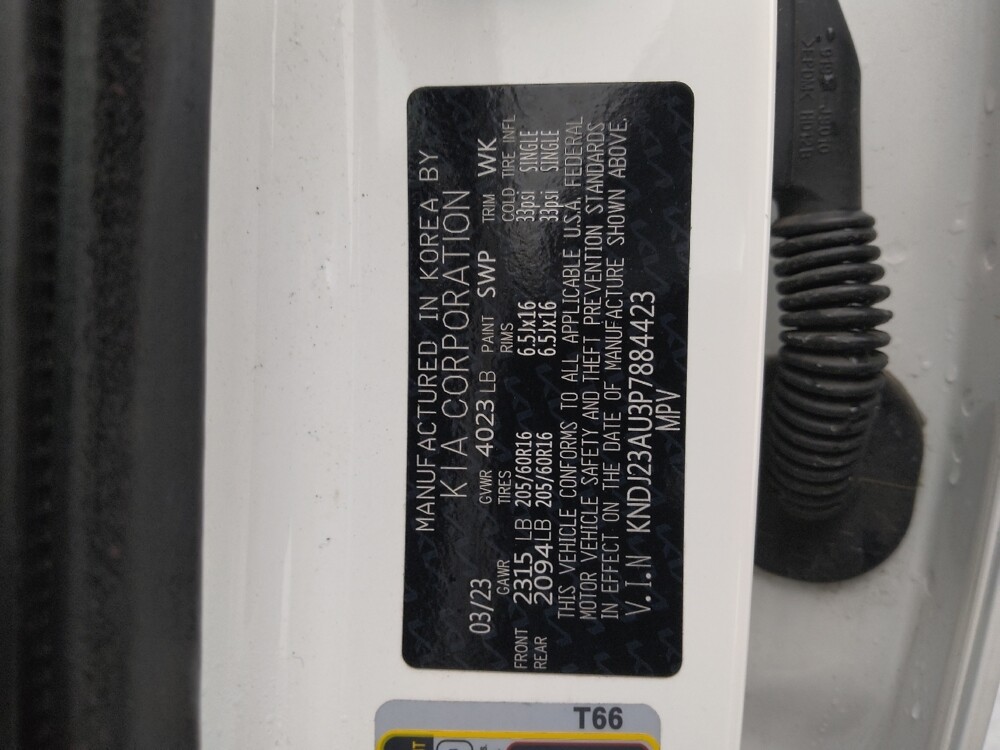 MANUFACTURED IN KOREA BY
KIA CORPORATION
03/23 GVWR 4023 LB PAINT SWP TRIM WK
GAWR TIRES RIMS COLD TIRE INFL
FRONT 2315 LB 205/60R16 6.5Jx16 33psi SINGLE
REAR 2094LB 205/60R16 6.5Jx16 33psi SINGLE
THIS VEHICLE CONFORMS TO ALL APPLICABLE U.S.A. FEDERAL
MOTOR VEHICLE SAFETY AND THEFT PREVENTION STANDARDS
IN EFFECT ON THE DATE OF MANUFACTURE SHOWN ABOVE.
V.I.N KNDJ23AU3P7884423
MPV
T66